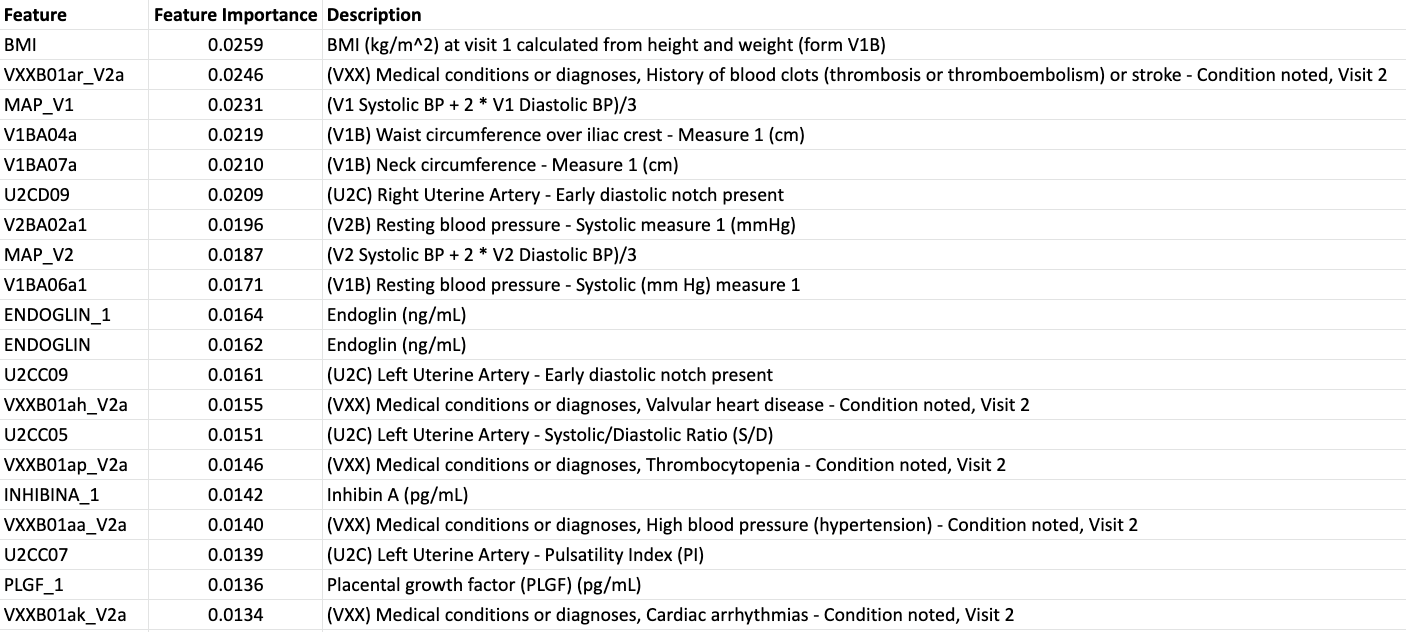 Feature Feature Importance Description
BMI 0.0259 BMI (kg/m^2) at visit 1 calculated from height and weight (form V1B)
VXXB01ar_V2a 0.0246 (VXX) Medical conditions or diagnoses, History of blood clots (thrombosis or thromboembolism) or stroke - Condition noted, Visit 2
MAP_V1 0.0231 (V1 Systolic BP + 2 * V1 Diastolic BP)/3
V1BA04a 0.0219 (V1B) Waist circumference over iliac crest - Measure 1 (cm)
V1BA07a 0.0210 (V1B) Neck circumference - Measure 1 (cm)
U2CD09 0.0209 (U2C) Right Uterine Artery - Early diastolic notch present
V2BA02a1 0.0196 (V2B) Resting blood pressure - Systolic measure 1 (mmHg)
MAP_V2 0.0187 (V2 Systolic BP + 2 * V2 Diastolic BP)/3
V1BA06a1 0.0171 (V1B) Resting blood pressure - Systolic (mm Hg) measure 1
ENDOGLIN_1 0.0164 Endoglin (ng/mL)
ENDOGLIN 0.0162 Endoglin (ng/mL)
U2CC09 0.0161 (U2C) Left Uterine Artery - Early diastolic notch present
VXXB01ah_V2a 0.0155 (VXX) Medical conditions or diagnoses, Valvular heart disease - Condition noted, Visit 2
U2CC05 0.0151 (U2C) Left Uterine Artery - Systolic/Diastolic Ratio (S/D)
VXXB01ap_V2a 0.0146 (VXX) Medical conditions or diagnoses, Thrombocytopenia - Condition noted, Visit 2
INHIBINA_1 0.0142 Inhibin A (pg/mL)
VXXB01aa_V2a 0.0140 (VXX) Medical conditions or diagnoses, High blood pressure (hypertension) - Condition noted, Visit 2
U2CC07 0.0139 (U2C) Left Uterine Artery - Pulsatility Index (PI)
PLGF_1 0.0136 Placental growth factor (PLGF) (pg/mL)
VXXB01ak_V2a 0.0134 (VXX) Medical conditions or diagnoses, Cardiac arrhythmias - Condition noted, Visit 2